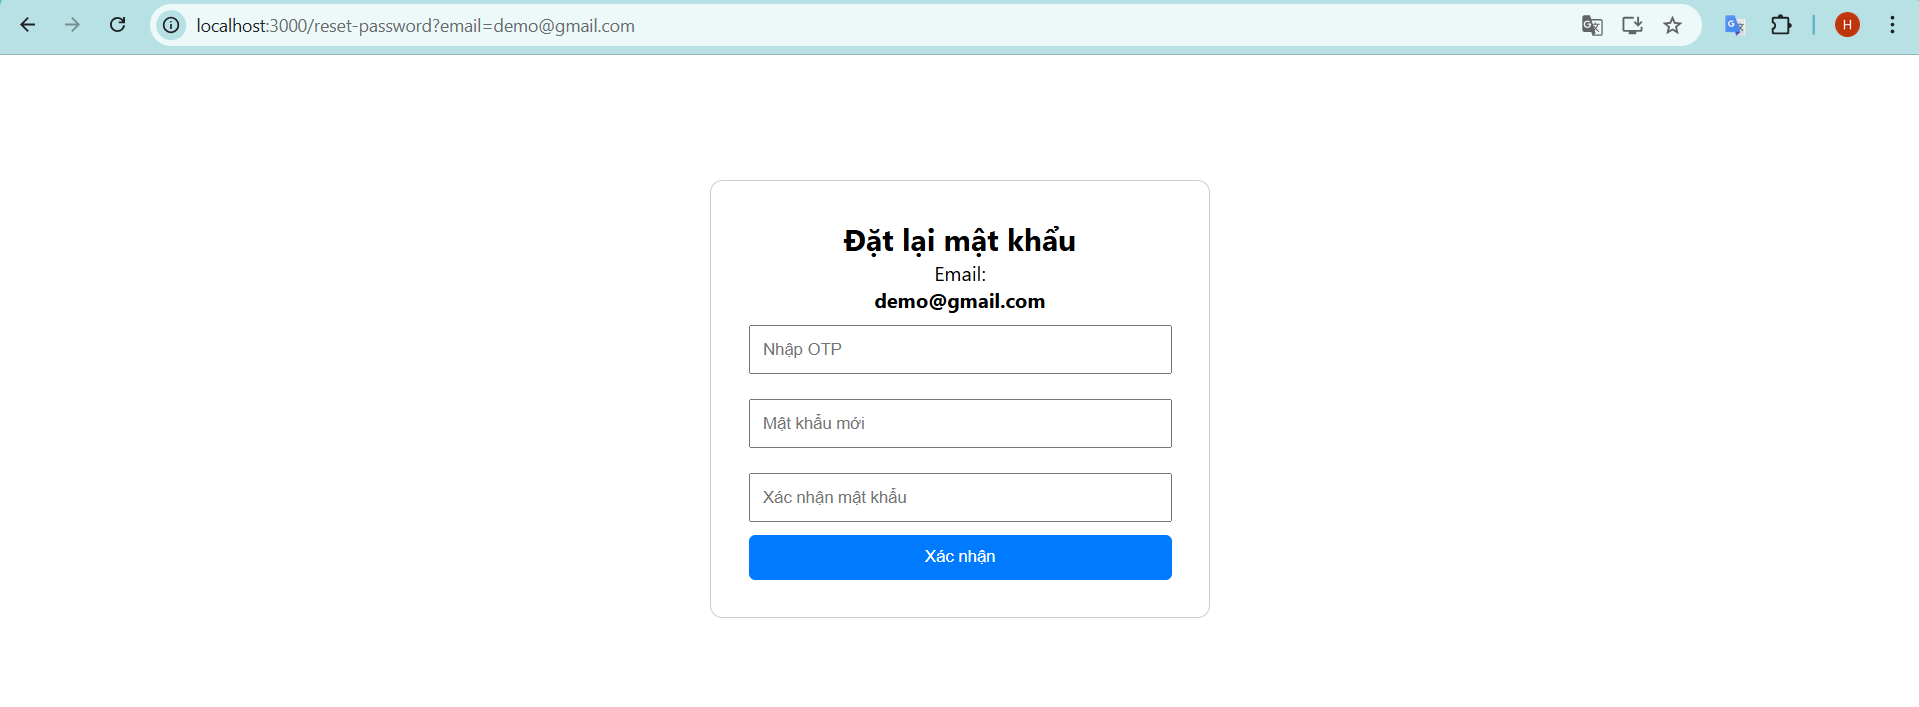 localhost:3000/reset-password?email=demo@gmail.com
H
Đặt lại mật khẩu
Email:
demo@gmail.com
Nhập OTP
Mật khẩu mới
Xác nhận mật khẩu
Xác nhận